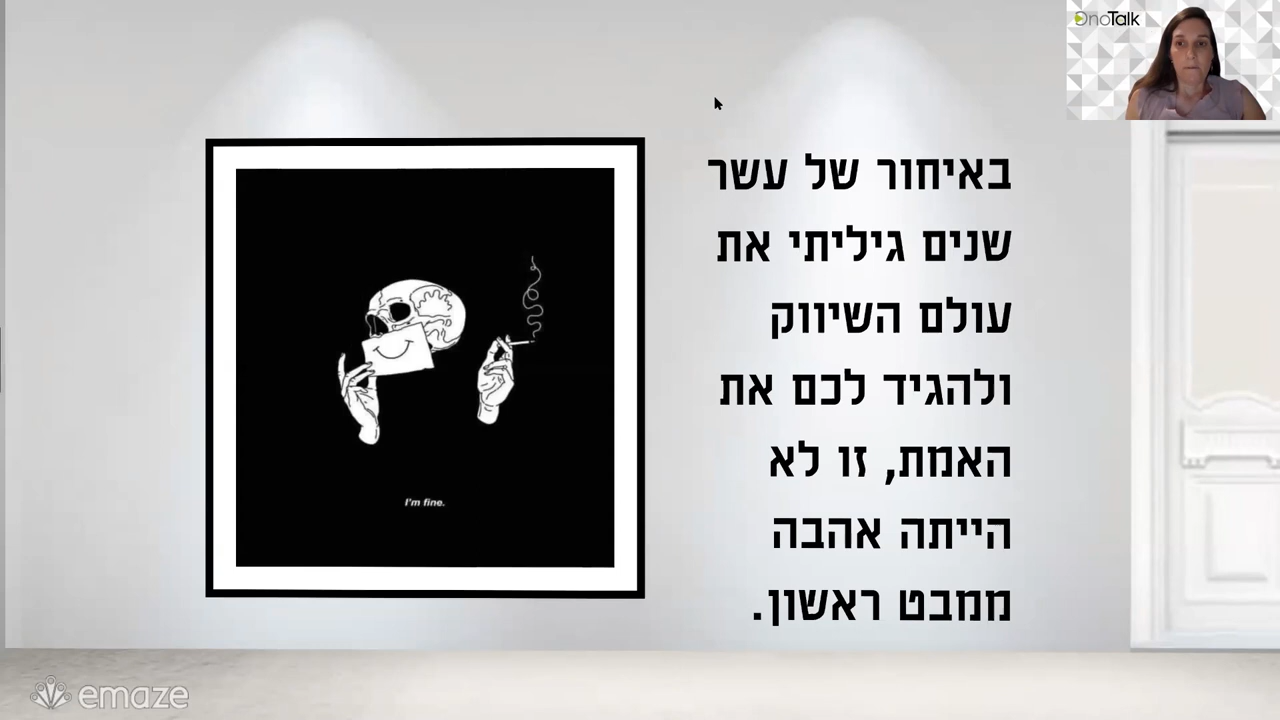 OnoTalk
באיחור של עשר
שנים גיליתי את
עולם השיווק
ולהגיד לכם את
האמת, זו לא
הייתה אהבה
ממבט ראשון.
I'm fine.
emaze